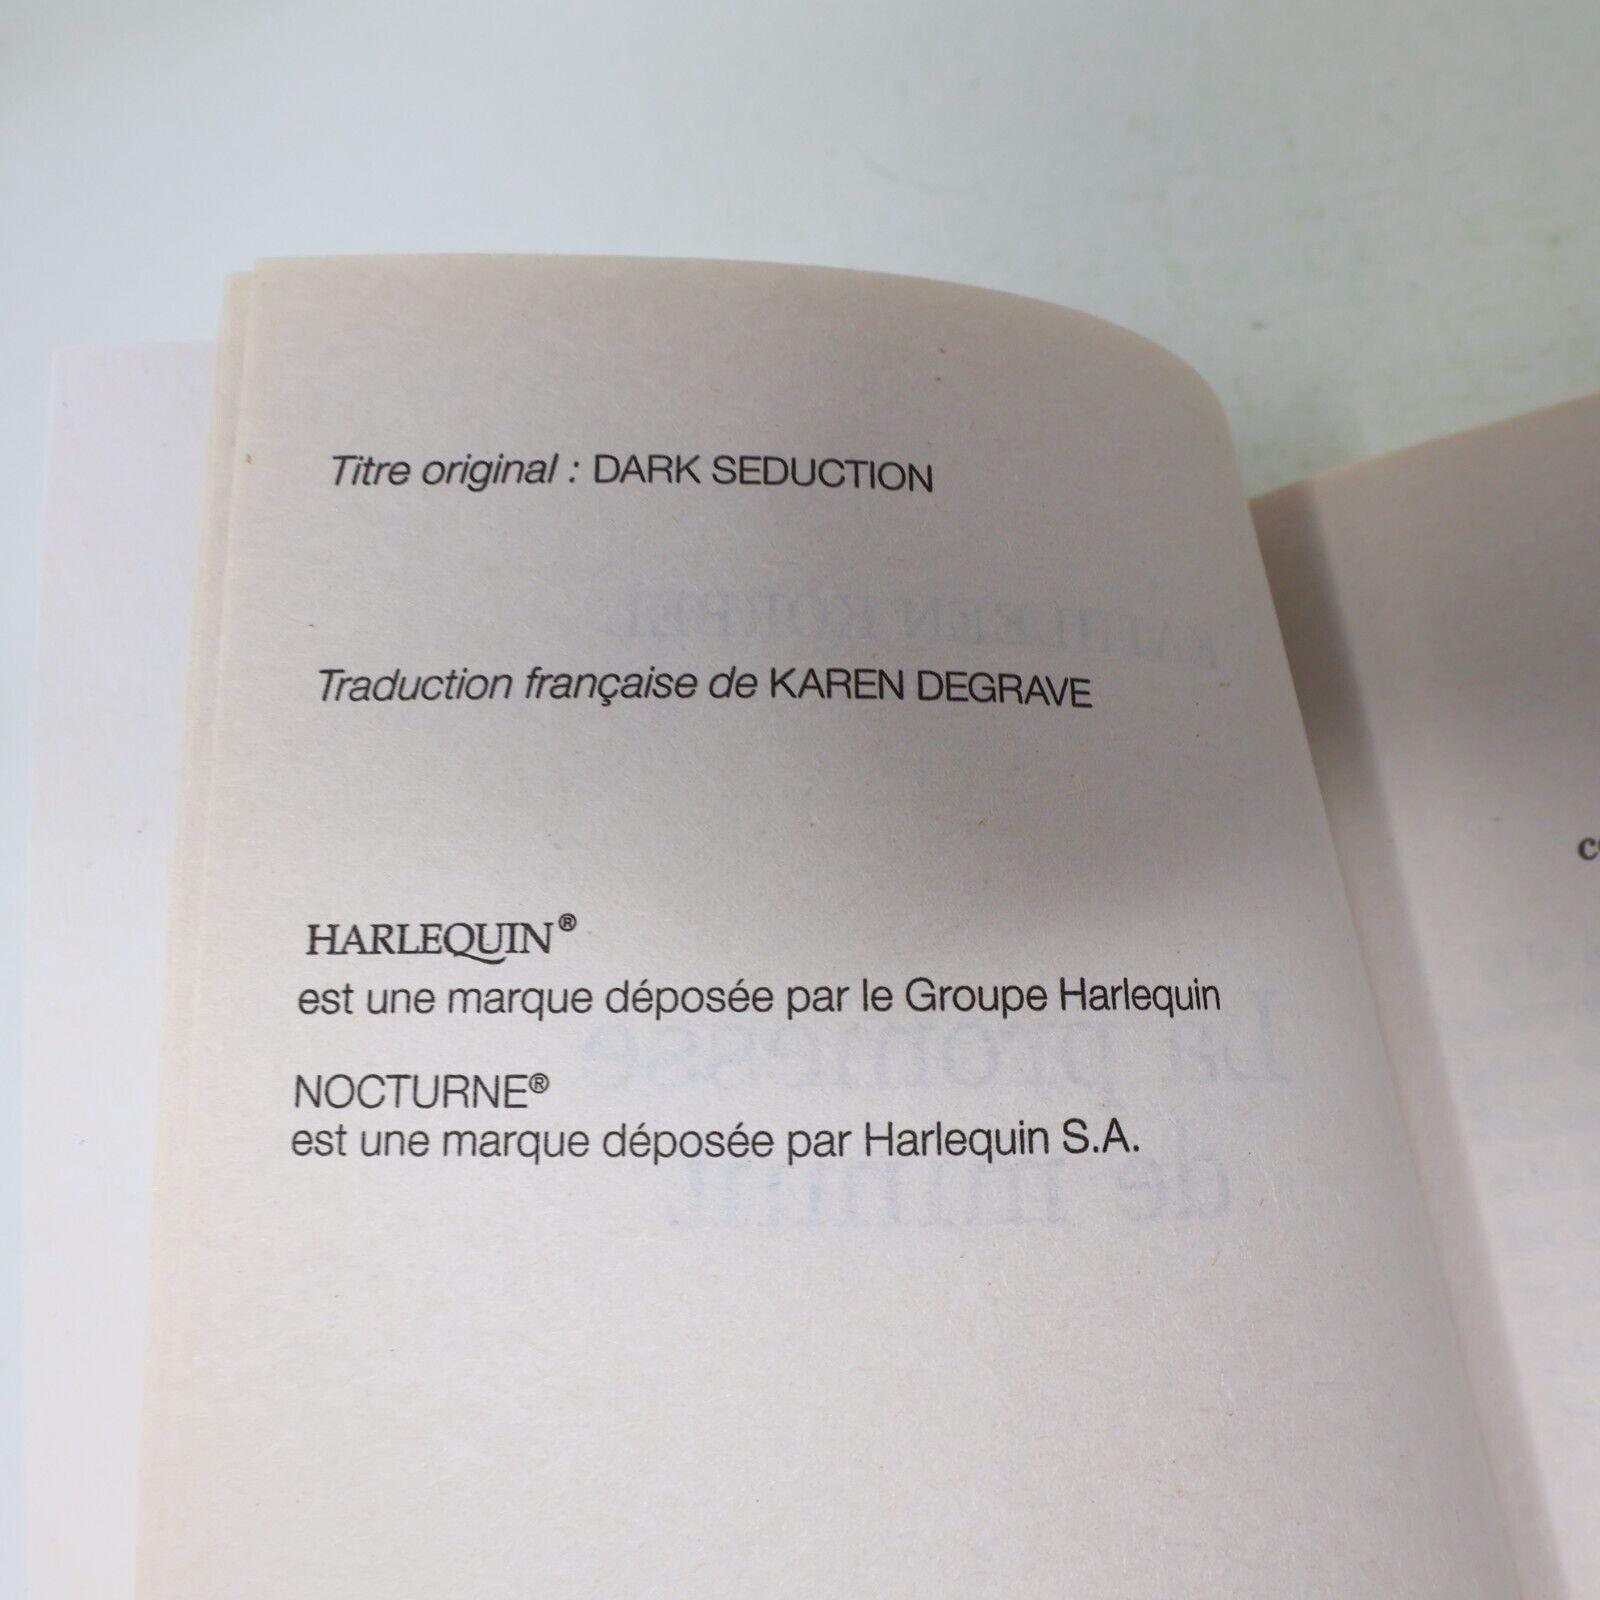 Titre original : DARK SEDUCTION
Traduction française de KAREN DEGRAVE
HARLEQUIN®
est une marque déposée par le Groupe Harlequin
NOCTURNE®
est une marque déposée par Harlequin S.A.